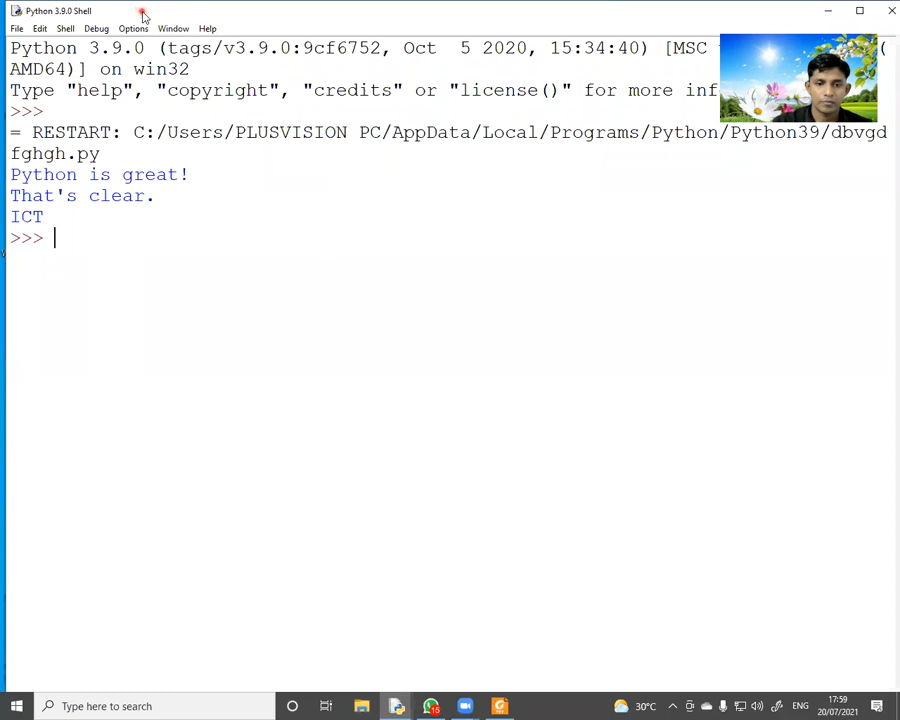 Python 3.9.0 Shell
File Edit Shell Debug Options Window Help
Python 3.9.0 (tags/v3.9.0:9cf6752, Oct  5 2020, 15:34:40) [MSC (
AMD64)] on win32
Type "help", "copyright", "credits" or "license()" for more
>>>
= RESTART: C:/Users/PLUSVISION PC/AppData/Local/Programs/Python/Python39/dbvgd
fghgh.py
Python is great!
That's clear.
ICT
>>>
Type here to search
15
30°C
ENG
17:59
20/07/2021